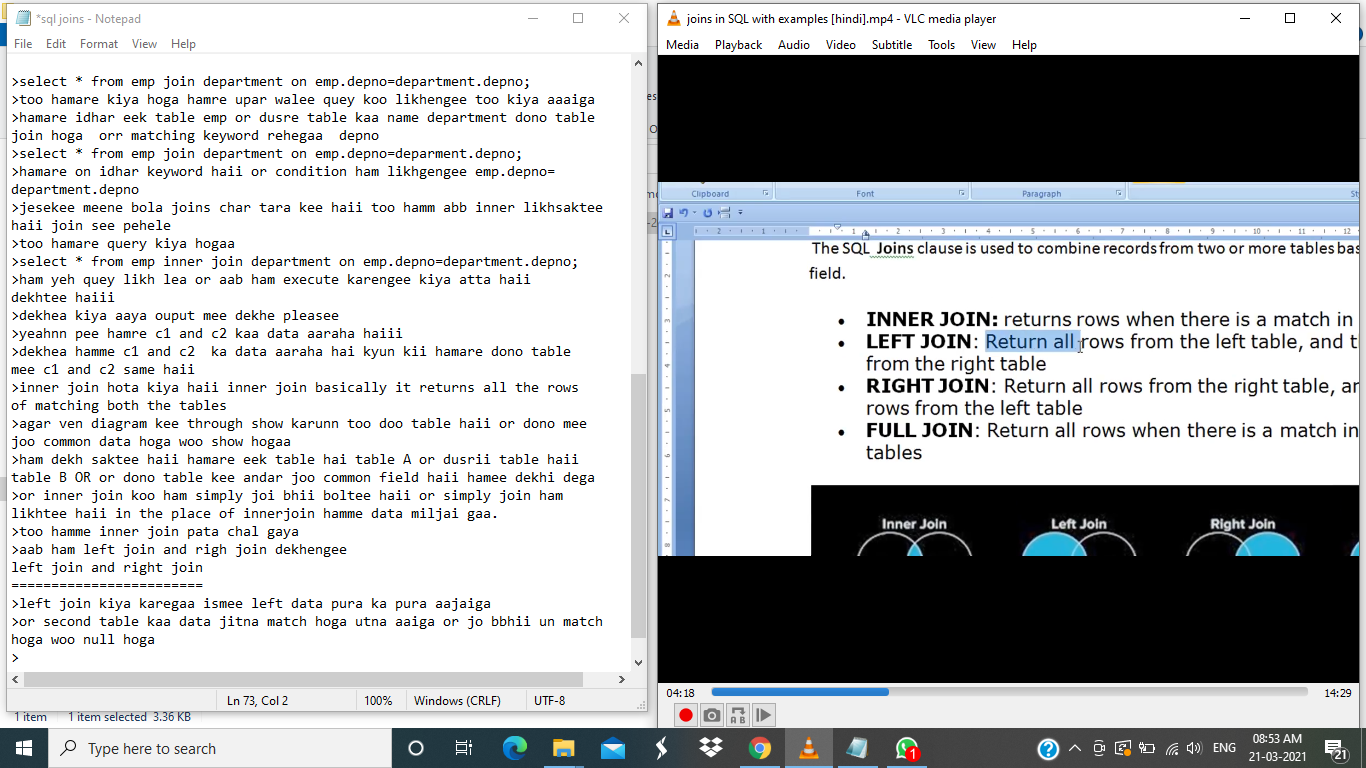 *sql joins - Notepad
File Edit Format View Help
>select * from emp join department on emp.depno=department.depno;
>too hamare kiya hoga hamre upar walee quey koo likhengee too kiya aaaiga
>hamare idhar eek table emp or dusre table kaa name department dono table
join hoga  orr matching keyword rehegaa  depno
>select * from emp join department on emp.depno=deparment.depno;
>hamare on idhar keyword haii or condition ham likhgengee emp.depno=
department.depno
>jesekee meene bola joins char tara kee haii too hamm abb inner likhsaktee
haii join see pehele
>too hamare query kiya hogaa
>select * from emp inner join department on emp.depno=department.depno;
>ham yeh quey likh lea or aab ham execute karengee kiya atta haii
dekhtee haiii
>dekhea kiya aaya ouput mee dekhe pleasee
>yeahnn pee hamre c1 and c2 kaa data aaraha haiii
>dekhea hamme c1 and c2  ka data aaraha hai kyun kii hamare dono table
mee c1 and c2 same haii
>inner join hota kiya haii inner join basically it returns all the rows
of matching both the tables
>agar ven diagram kee through show karunn too doo table haii or dono mee
joo common data hoga woo show hogaa
>ham dekh saktee haii hamare eek table hai table A or dusrii table haii
table B OR or dono table kee andar joo common field haii hamee dekhi dega
>or inner join koo ham simply joi bhii boltee haii or simply join ham
likhtee haii in the place of innerjoin hamme data miljai gaa.
>too hamme inner join pata chal gaya
>aab ham left join and righ join dekhengee
left join and right join
========================
>left join kiya karegaa ismee left data pura ka pura aajaiga
>or second table kaa data jitna match hoga utna aaiga or jo bbhii un match
hoga woo null hoga
>
Ln 73, Col 2 100% Windows (CRLF) UTF-8
1 item 1 item selected 3.36 KB
joins in SQL with examples [hindi].mp4 - VLC media player
Media Playback Audio Video Subtitle Tools View Help
Clipboard Font Paragraph
The SQL Joins clause is used to combine records from two or more tables bas
field.
• INNER JOIN: returns rows when there is a match in
• LEFT JOIN: Return all rows from the left table, and t
from the right table
• RIGHT JOIN: Return all rows from the right table, ar
rows from the left table
• FULL JOIN: Return all rows when there is a match in
tables
Inner Join Left Join Right Join
04:18 14:29
Type here to search
1
ENG
08:53 AM
21-03-2021
21